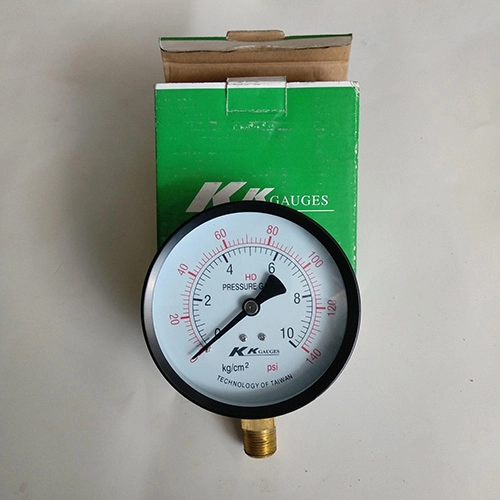 KK GAUGES
20
40
60
80
100
120
140
0
2
4
6
8
10
HD
PRESSURE
KK GAUGES
kg/cm² psi
TECHNOLOGY OF TAIWAN